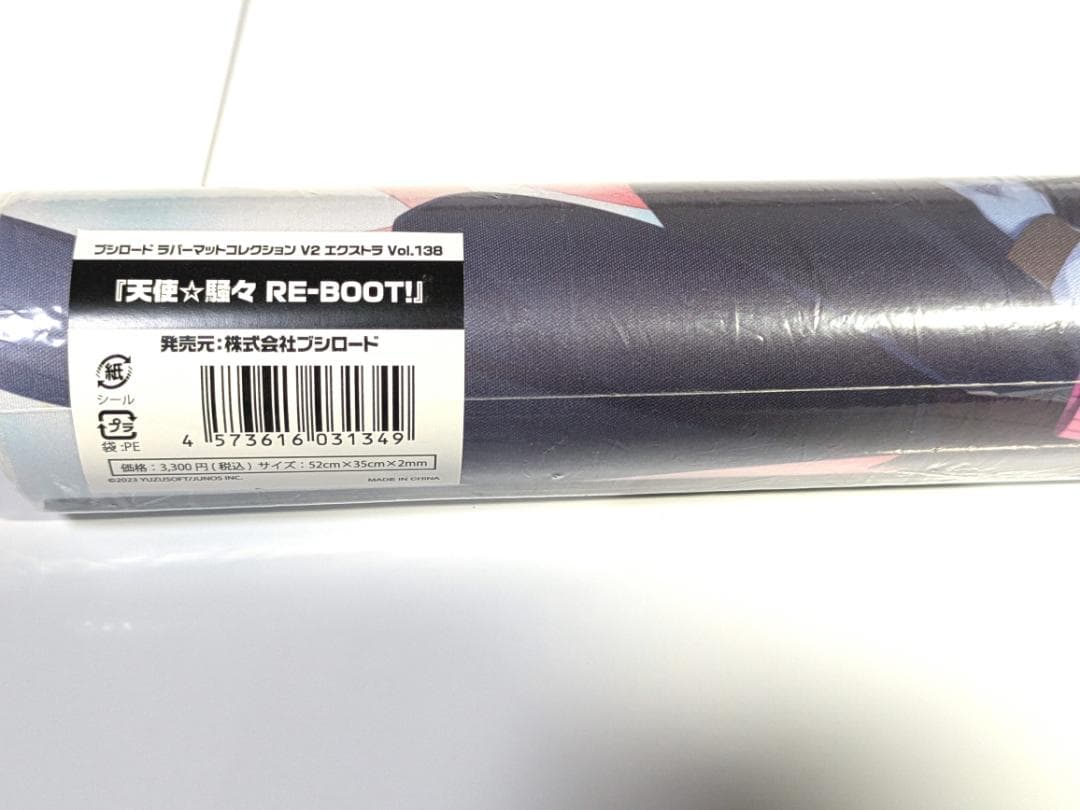 ブシロード ラバーマットコレクション V2 エクストラ Vol.138
『天使☆騒々 RE-BOOT!』
発売元：株式会社ブシロード
紙
シール
プラ
袋:PE
4 573616 031349
価格：3,300円(税込) サイズ：52cm×35cm×2mm
©2023 YUZUSOFT/JUNOS INC.
MADE IN CHINA